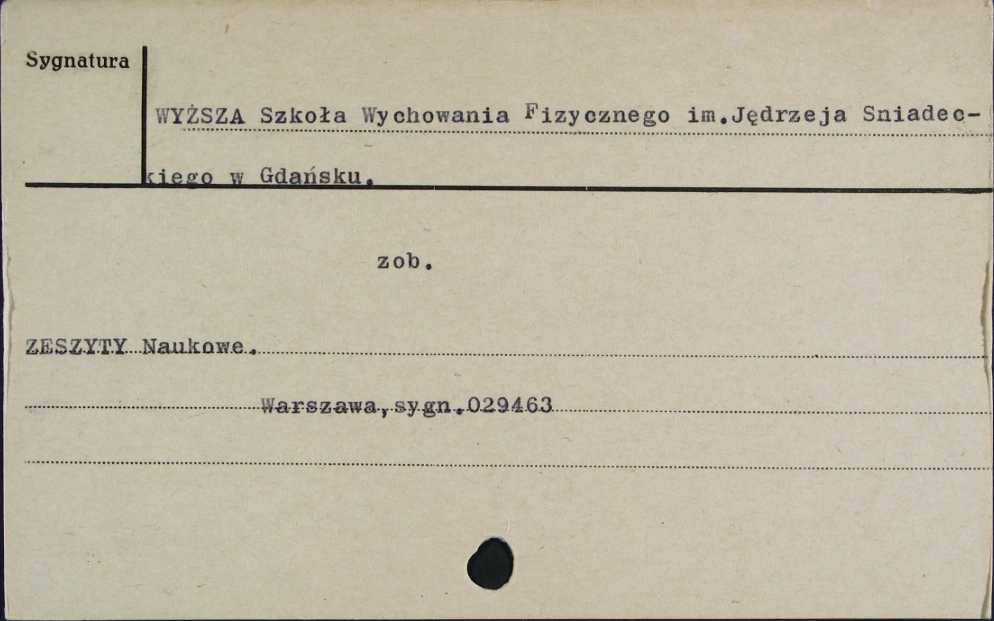 Sygnatura
WYŻSZA Szkoła Wychowania Fizycznego im.Jędrzeja Sniadec-
kiego w Gdańsku.
zob.
ZESZYTY Naukowe.
Warszawa,sygn.029463